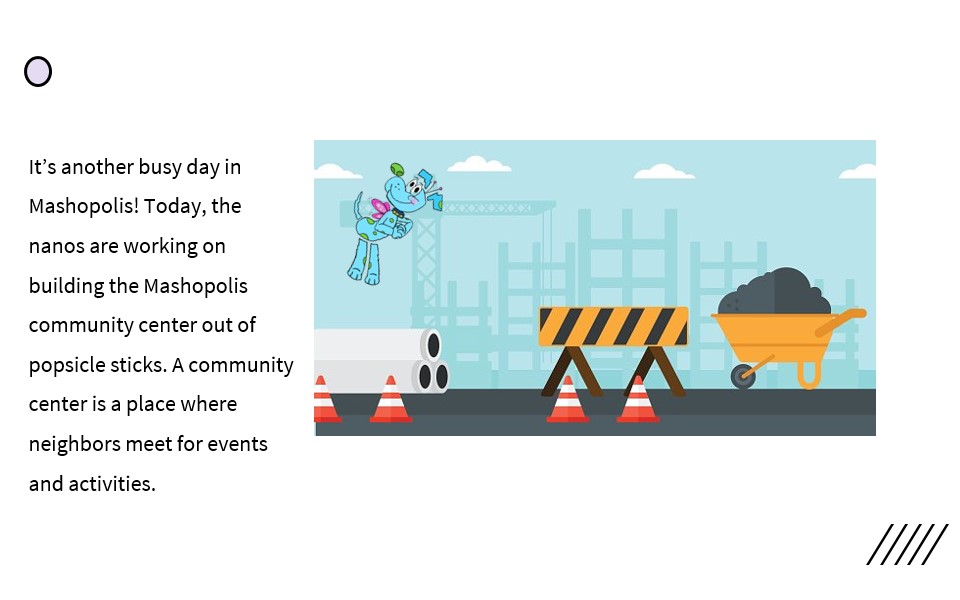 It’s another busy day in
Mashopolis! Today, the
nanos are working on
building the Mashopolis
community center out of
popsicle sticks. A community
center is a place where
neighbors meet for events
and activities.